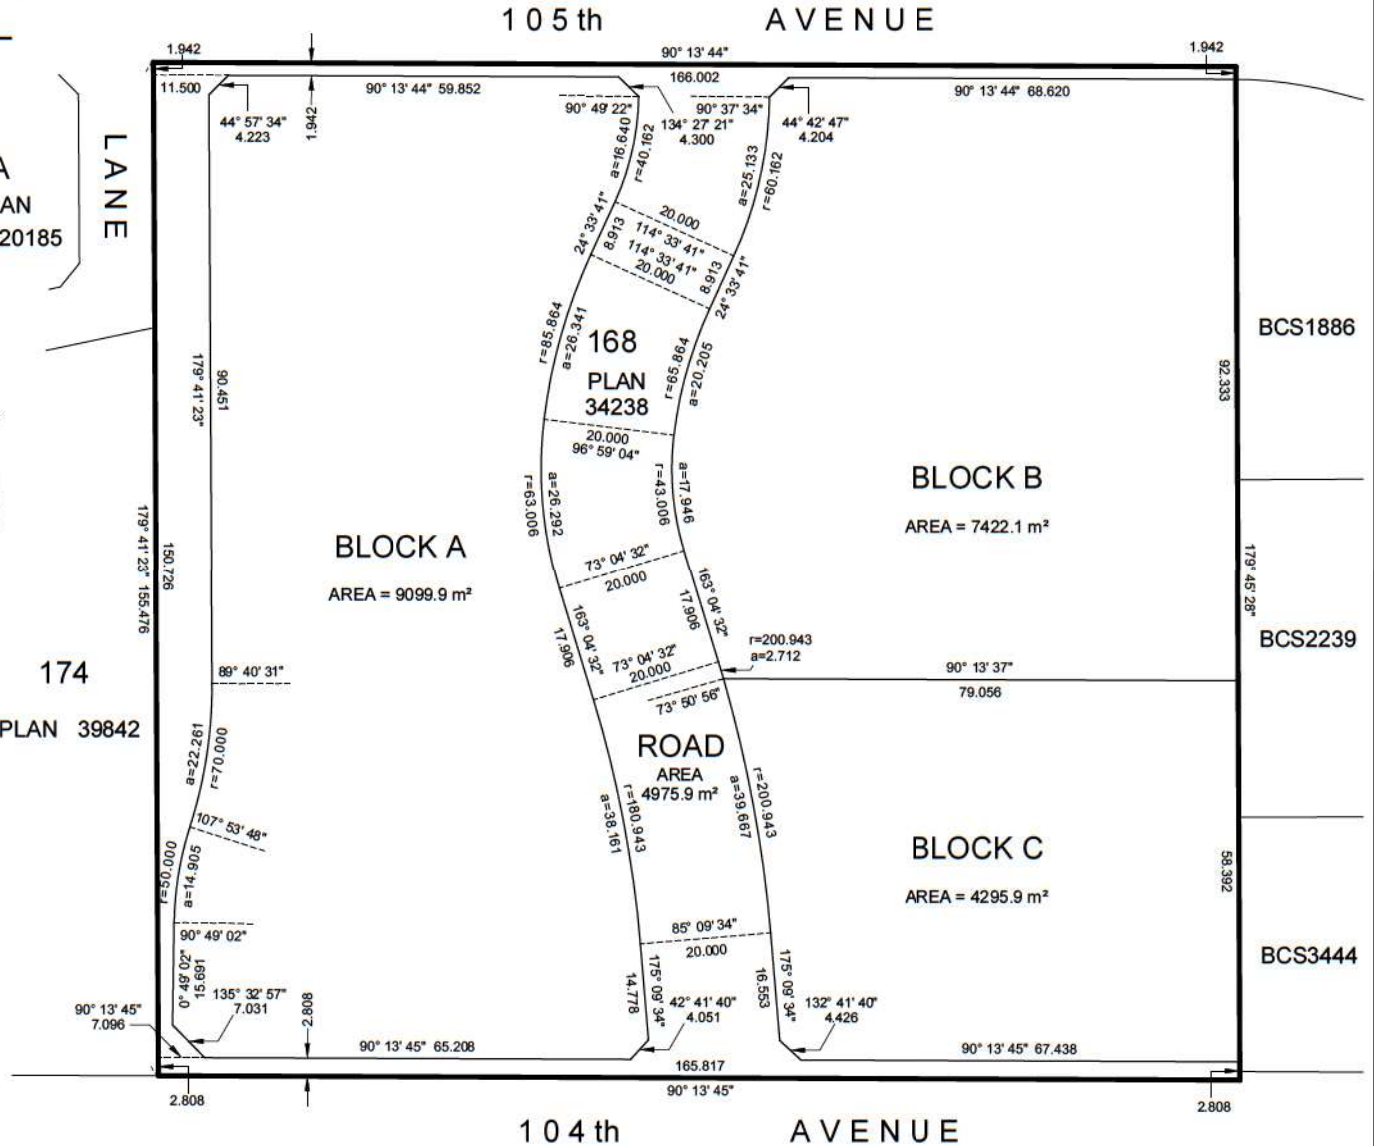 105th AVENUE
1.942
90° 13' 44"
1.942
166.002
11.500
90° 13' 44" 59.852
90° 13' 44" 68.620
44° 57' 34"
4.223
1.942
90° 49' 22"
134° 27' 21"
4.300
90° 37' 34"
44° 42' 47"
4.204
LANE
A
AN
20185
a=16.640
r=40.162
a=25.133
r=60.162
24° 33' 41"
8.913
20.000
114° 33' 41"
114° 33' 41"
20.000
8.913
24° 33' 41"
r=85.864
a=26.341
168
PLAN
34238
r=65.864
a=20.205
BCS1886
179° 41' 23"
90.451
92.333
20.000
96° 59' 04"
r=63.006
a=26.292
r=43.006
a=17.946
BLOCK B
AREA = 7422.1 m²
BLOCK A
AREA = 9099.9 m²
179° 41' 23" 155.476
150.726
73° 04' 32"
20.000
163° 04' 32"
17.906
17.906
163° 04' 32"
179° 45' 28"
BCS2239
73° 04' 32"
20.000
r=200.943
a=2.712
90° 13' 37"
79.056
174
PLAN 39842
89° 40' 31"
73° 50' 56"
a=22.261
r=70.000
ROAD
AREA
4975.9 m²
r=180.943
a=38.161
r=200.943
a=39.667
107° 53' 48"
r=50.000
a=14.905
BLOCK C
AREA = 4295.9 m²
58.392
90° 49' 02"
85° 09' 34"
20.000
BCS3444
0° 49' 02"
15.691
135° 32' 57"
7.031
2.808
14.778
175° 09' 34"
42° 41' 40"
4.051
16.553
175° 09' 34"
132° 41' 40"
4.426
90° 13' 45"
7.096
90° 13' 45" 65.208
90° 13' 45" 67.438
165.817
90° 13' 45"
2.808
2.808
104th AVENUE